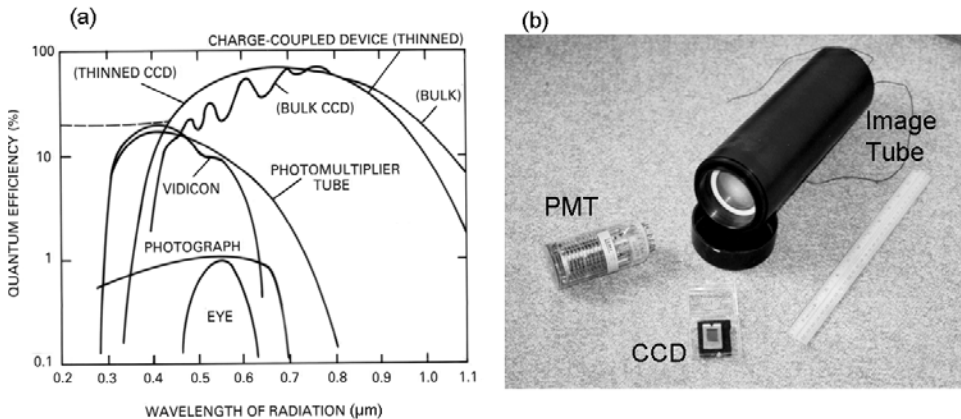 (a)
CHARGE-COUPLED DEVICE (THINNED)
100
(THINNED CCD)
(BULK CCD)
(BULK)
10
VIDICON
PHOTOMULTIPLIER
TUBE
PHOTOGRAPH
1
EYE
0.1
0.2 0.3 0.4 0.5 0.6 0.7 0.8 0.9 1.0 1.1
QUANTUM EFFICIENCY (%)
WAVELENGTH OF RADIATION (μm)
(b)
Image
Tube
PMT
CCD